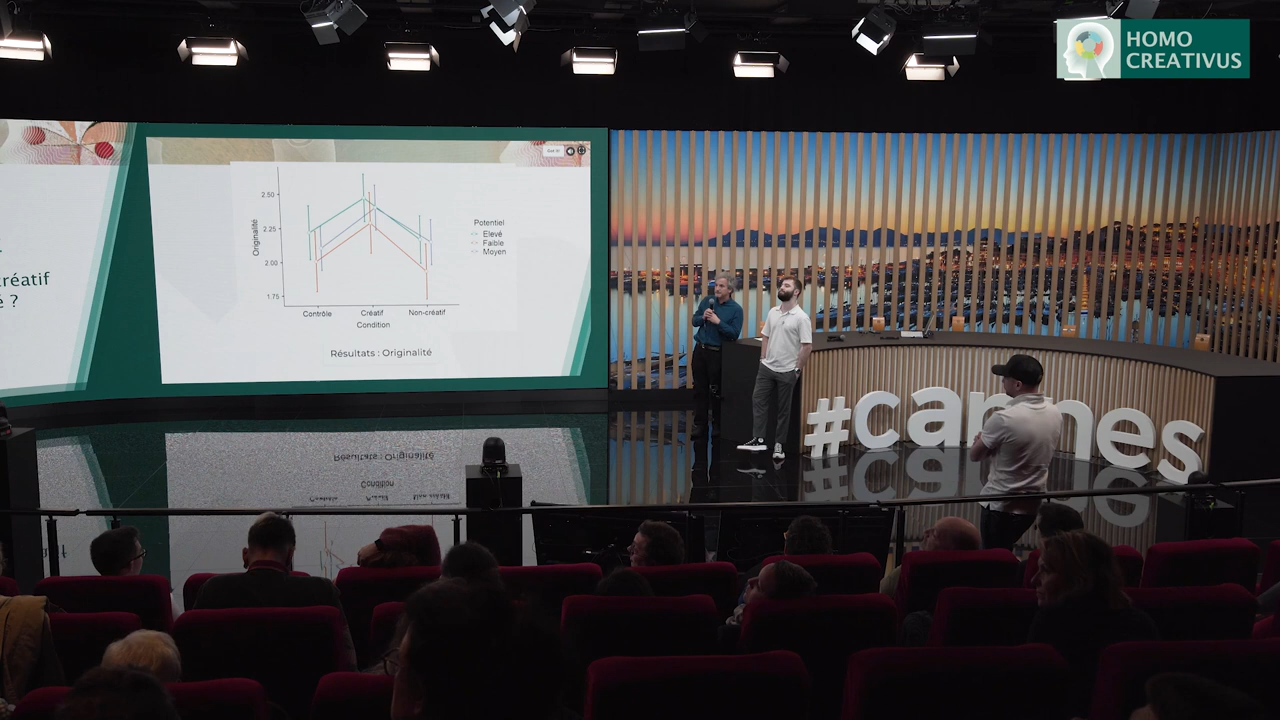 HOMO
CREATIVUS
réatif
é ?
2.50
2.25
2.00
1.75
Originalité
Contrôle
Créatif
Non-créatif
Condition
Potentiel
Elevé
Faible
Moyen
Résultats : Originalité
#cannes